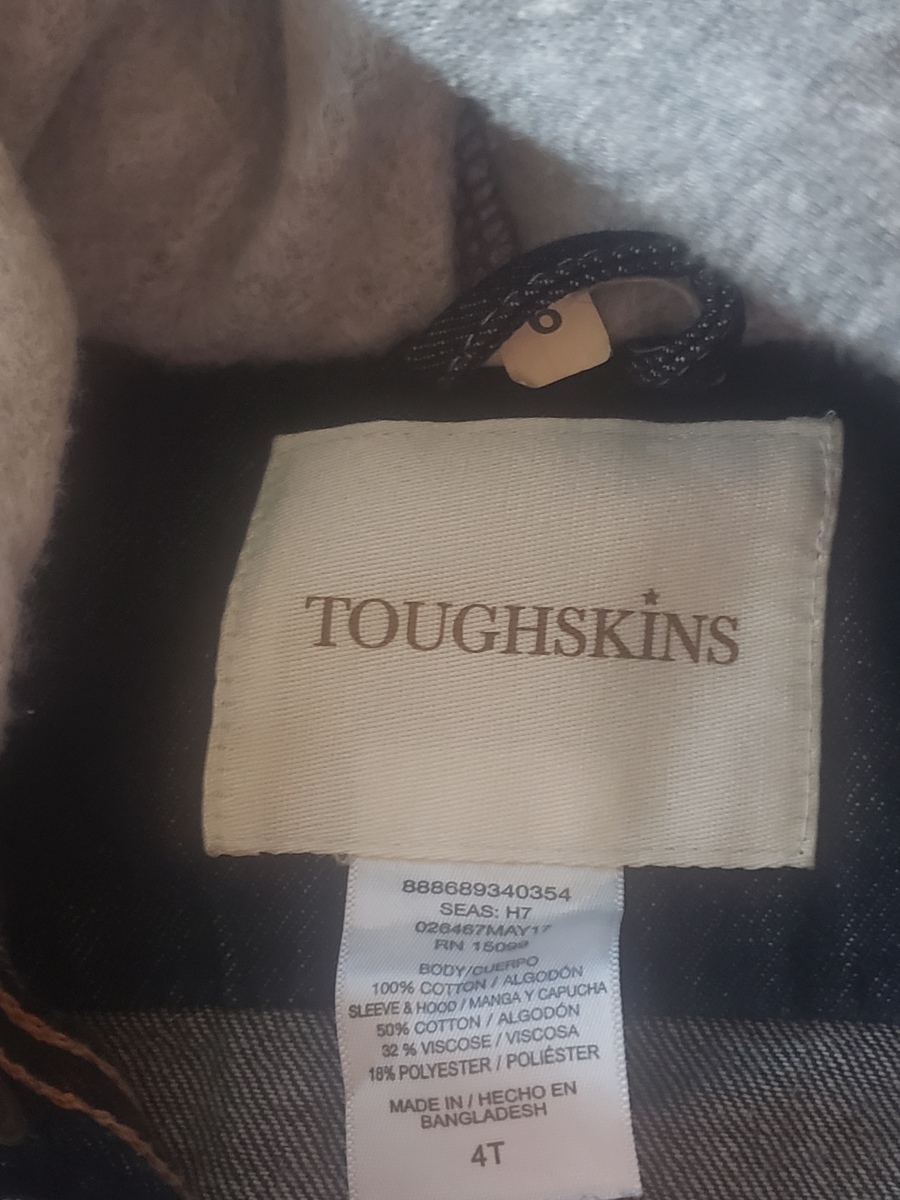 TOUGHSKINS
888689340354
SEAS: H7
026467MAY17
RN 15099
BODY/CUERPO
100% COTTON / ALGODÓN
SLEEVE & HOOD / MANGA Y CAPUCHA
50% COTTON / ALGODÓN
32 % VISCOSE / VISCOSA
18% POLYESTER / POLIÉSTER
MADE IN / HECHO EN
BANGLADESH
4T